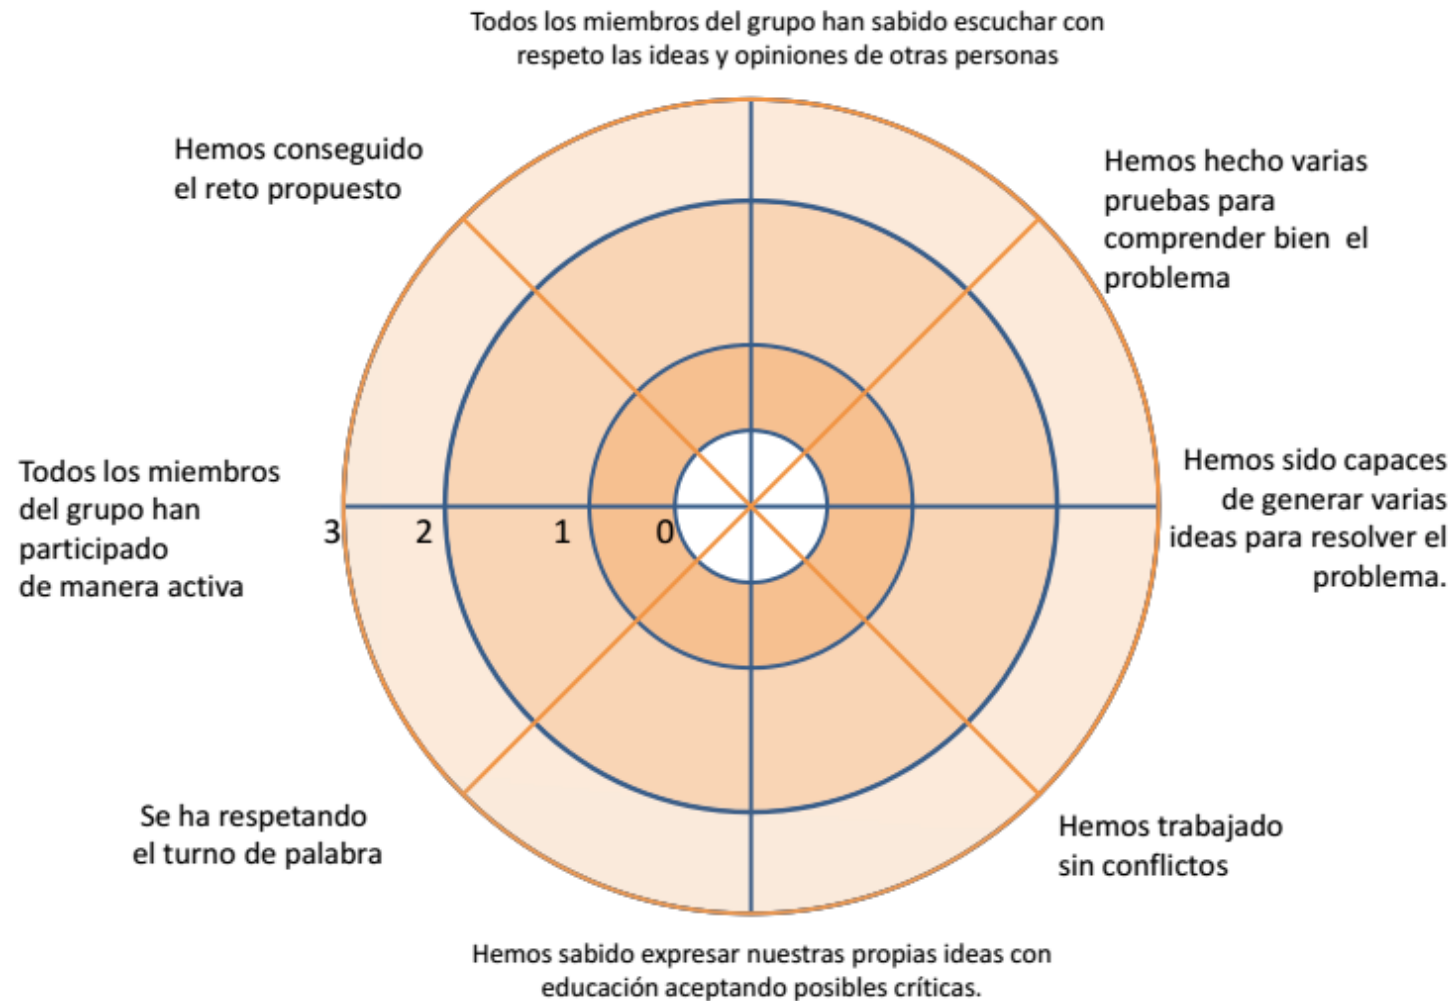 Todos los miembros del grupo han sabido escuchar con
respeto las ideas y opiniones de otras personas
Hemos conseguido
el reto propuesto
Hemos hecho varias
pruebas para
comprender bien el
problema
Todos los miembros
del grupo han
participado
de manera activa
3 2 1 0
Hemos sido capaces
de generar varias
ideas para resolver el
problema.
Se ha respetando
el turno de palabra
Hemos trabajado
sin conflictos
Hemos sabido expresar nuestras propias ideas con
educación aceptando posibles críticas.